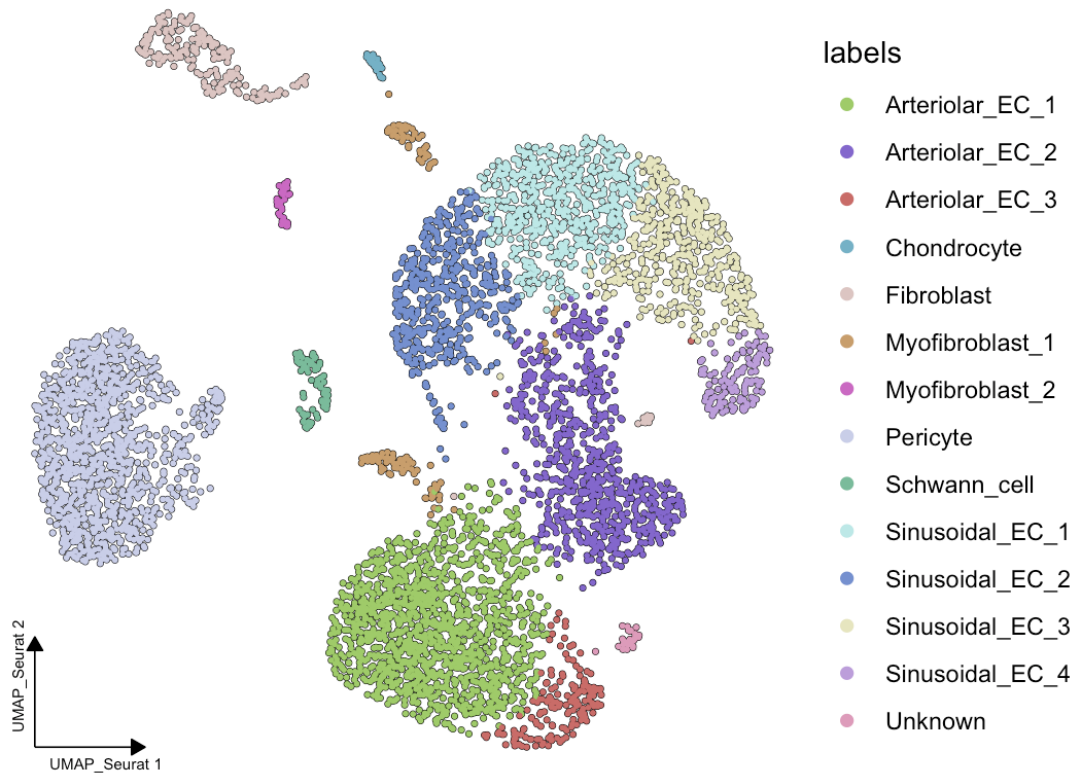 labels
Arteriolar_EC_1
Arteriolar_EC_2
Arteriolar_EC_3
Chondrocyte
Fibroblast
Myofibroblast_1
Myofibroblast_2
Pericyte
Schwann_cell
Sinusoidal_EC_1
Sinusoidal_EC_2
Sinusoidal_EC_3
Sinusoidal_EC_4
Unknown
UMAP_Seurat 2
UMAP_Seurat 1